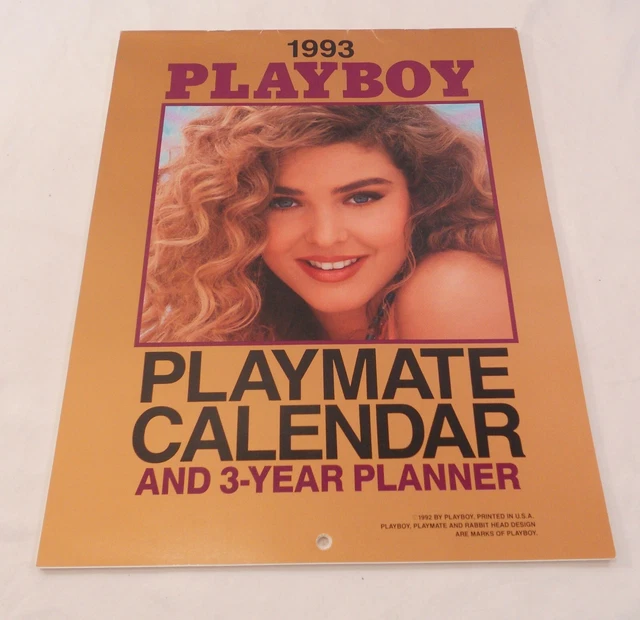 1993
PLAYBOY
PLAYMATE
CALENDAR
AND 3-YEAR PLANNER
©1992 BY PLAYBOY. PRINTED IN U.S.A.
PLAYBOY, PLAYMATE AND RABBIT HEAD DESIGN
ARE MARKS OF PLAYBOY.